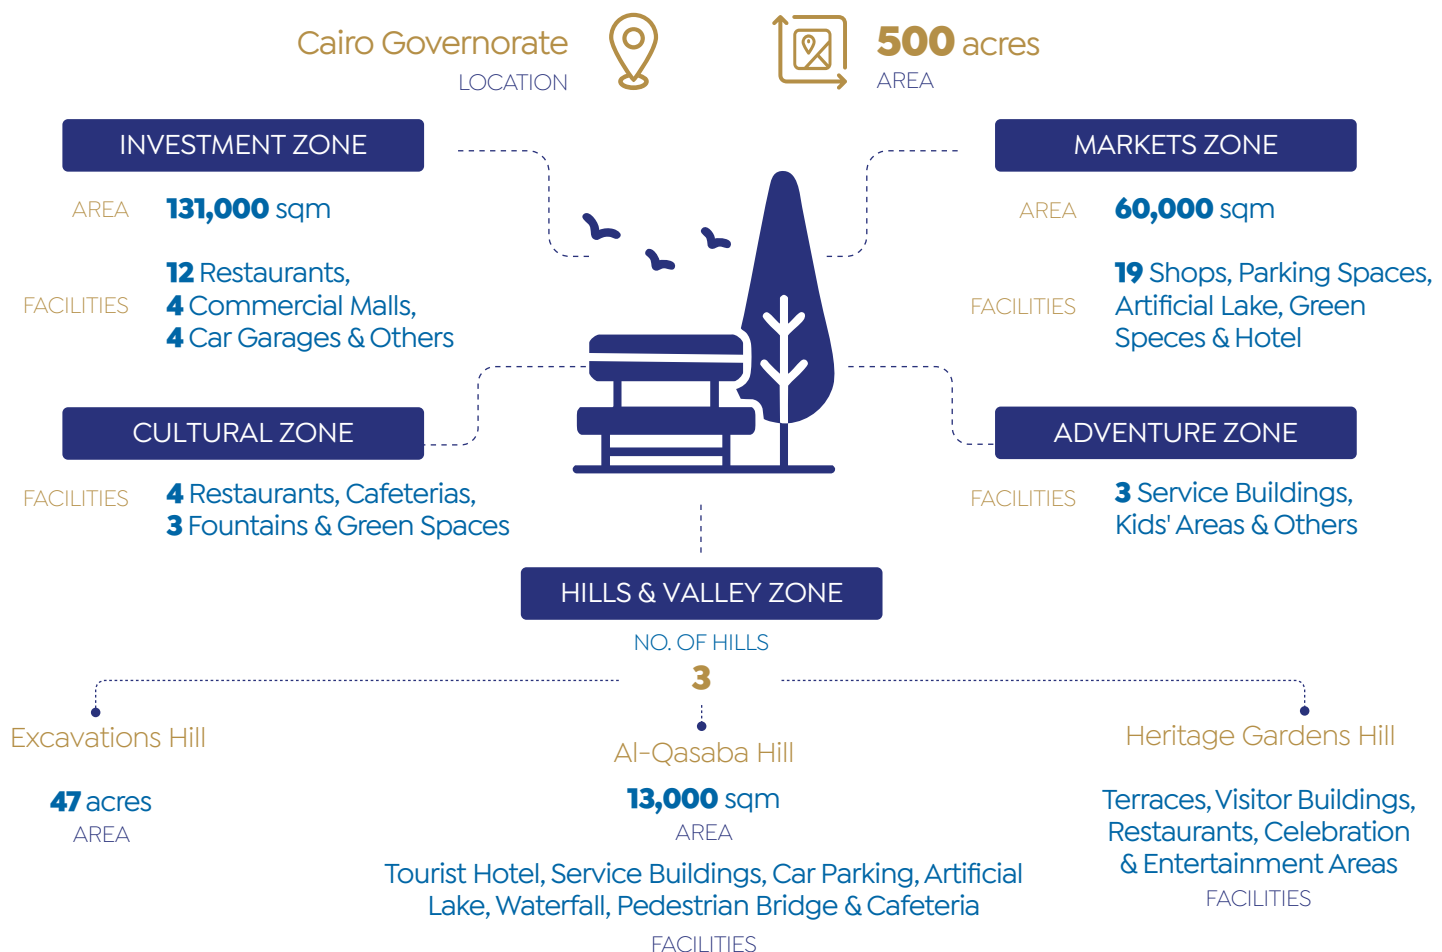 Cairo Governorate
LOCATION
500 acres
AREA
INVESTMENT ZONE
AREA
131,000 sqm
FACILITIES
12 Restaurants,
4 Commercial Malls,
4 Car Garages & Others
MARKETS ZONE
AREA
60,000 sqm
FACILITIES
19 Shops, Parking Spaces,
Artificial Lake, Green
Speces & Hotel
CULTURAL ZONE
FACILITIES
4 Restaurants, Cafeterias,
3 Fountains & Green Spaces
ADVENTURE ZONE
FACILITIES
3 Service Buildings,
Kids' Areas & Others
HILLS & VALLEY ZONE
NO. OF HILLS
3
Excavations Hill
47 acres
AREA
Al-Qasaba Hill
13,000 sqm
AREA
Tourist Hotel, Service Buildings, Car Parking, Artificial
Lake, Waterfall, Pedestrian Bridge & Cafeteria
FACILITIES
Heritage Gardens Hill
Terraces, Visitor Buildings,
Restaurants, Celebration
& Entertainment Areas
FACILITIES